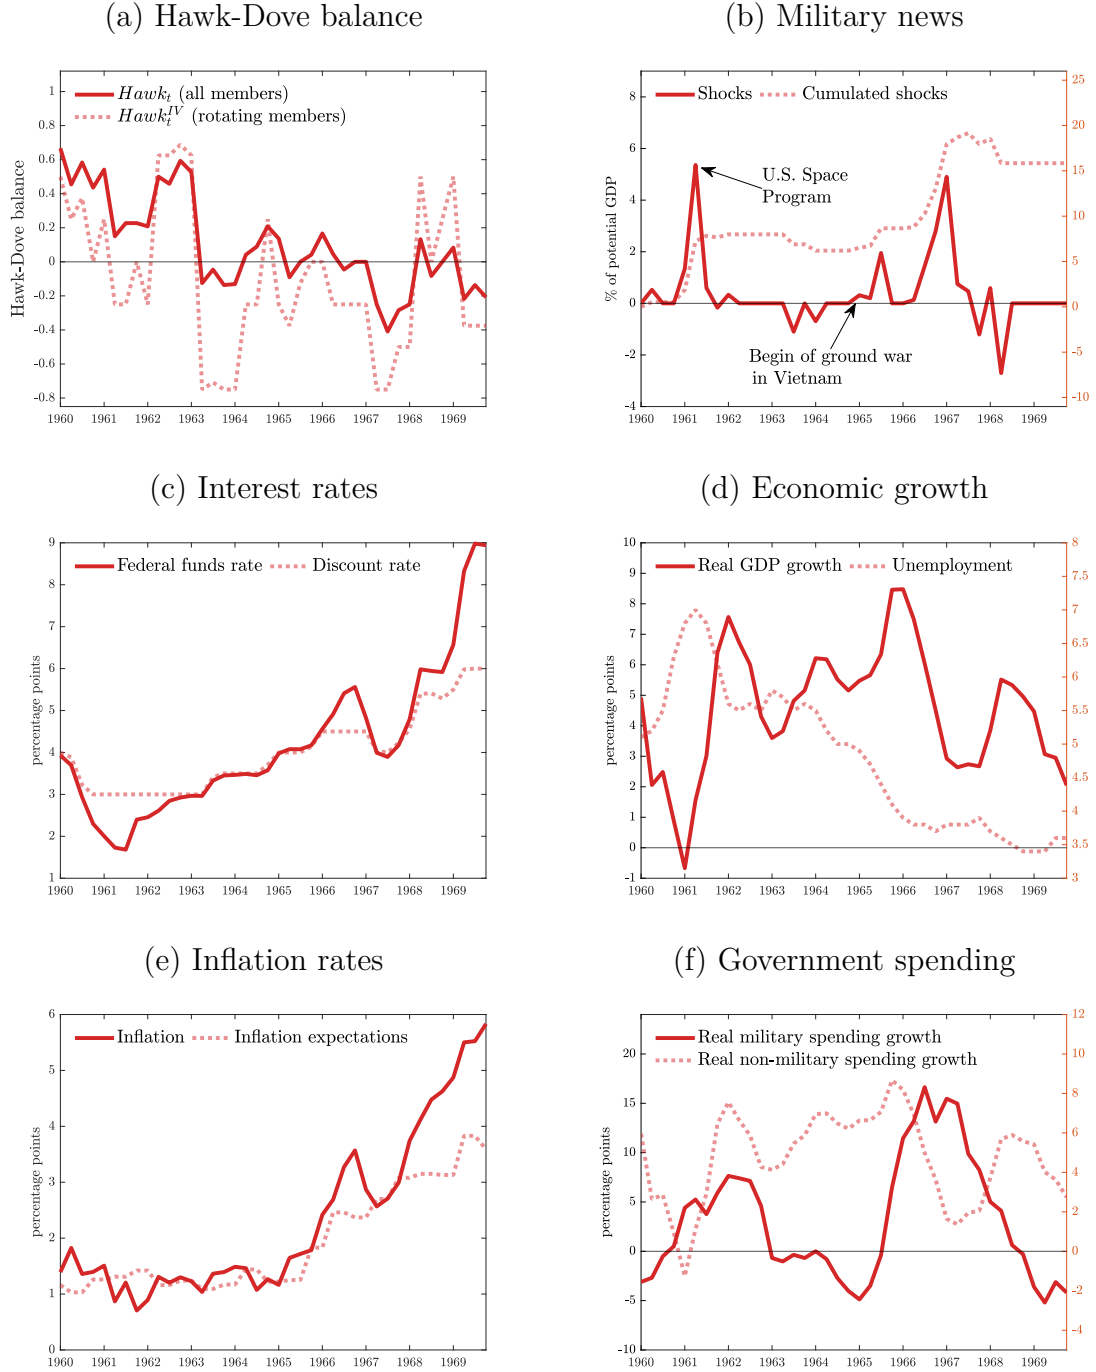 (a) Hawk-Dove balance
Hawk_t (all members)
Hawk_t^{IV} (rotating members)
Hawk-Dove balance
1
0.8
0.6
0.4
0.2
0
-0.2
-0.4
-0.6
-0.8
1960 1961 1962 1963 1964 1965 1966 1967 1968 1969
(b) Military news
Shocks Cumulated shocks
U.S. Space
Program
Begin of ground war
in Vietnam
% of potential GDP
8
6
4
2
0
-2
-4
25
20
15
10
5
0
-5
-10
1960 1961 1962 1963 1964 1965 1966 1967 1968 1969
(c) Interest rates
Federal funds rate Discount rate
percentage points
9
8
7
6
5
4
3
2
1
1960 1961 1962 1963 1964 1965 1966 1967 1968 1969
(d) Economic growth
Real GDP growth Unemployment
percentage points
10
9
8
7
6
5
4
3
2
1
0
-1
8
7.5
7
6.5
6
5.5
5
4.5
4
3.5
3
1960 1961 1962 1963 1964 1965 1966 1967 1968 1969
(e) Inflation rates
Inflation Inflation expectations
percentage points
6
5
4
3
2
1
0
1960 1961 1962 1963 1964 1965 1966 1967 1968 1969
(f) Government spending
Real military spending growth
Real non-military spending growth
percentage points
20
15
10
5
0
-5
-10
12
10
8
6
4
2
0
-2
-4
1960 1961 1962 1963 1964 1965 1966 1967 1968 1969